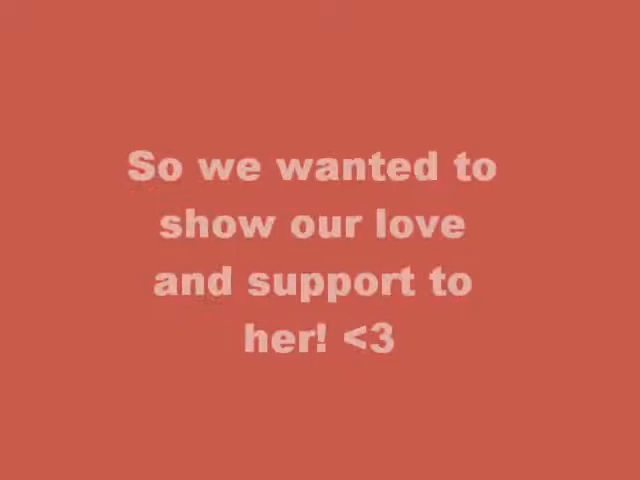 So we wanted to
show our love
and support to
her! <3